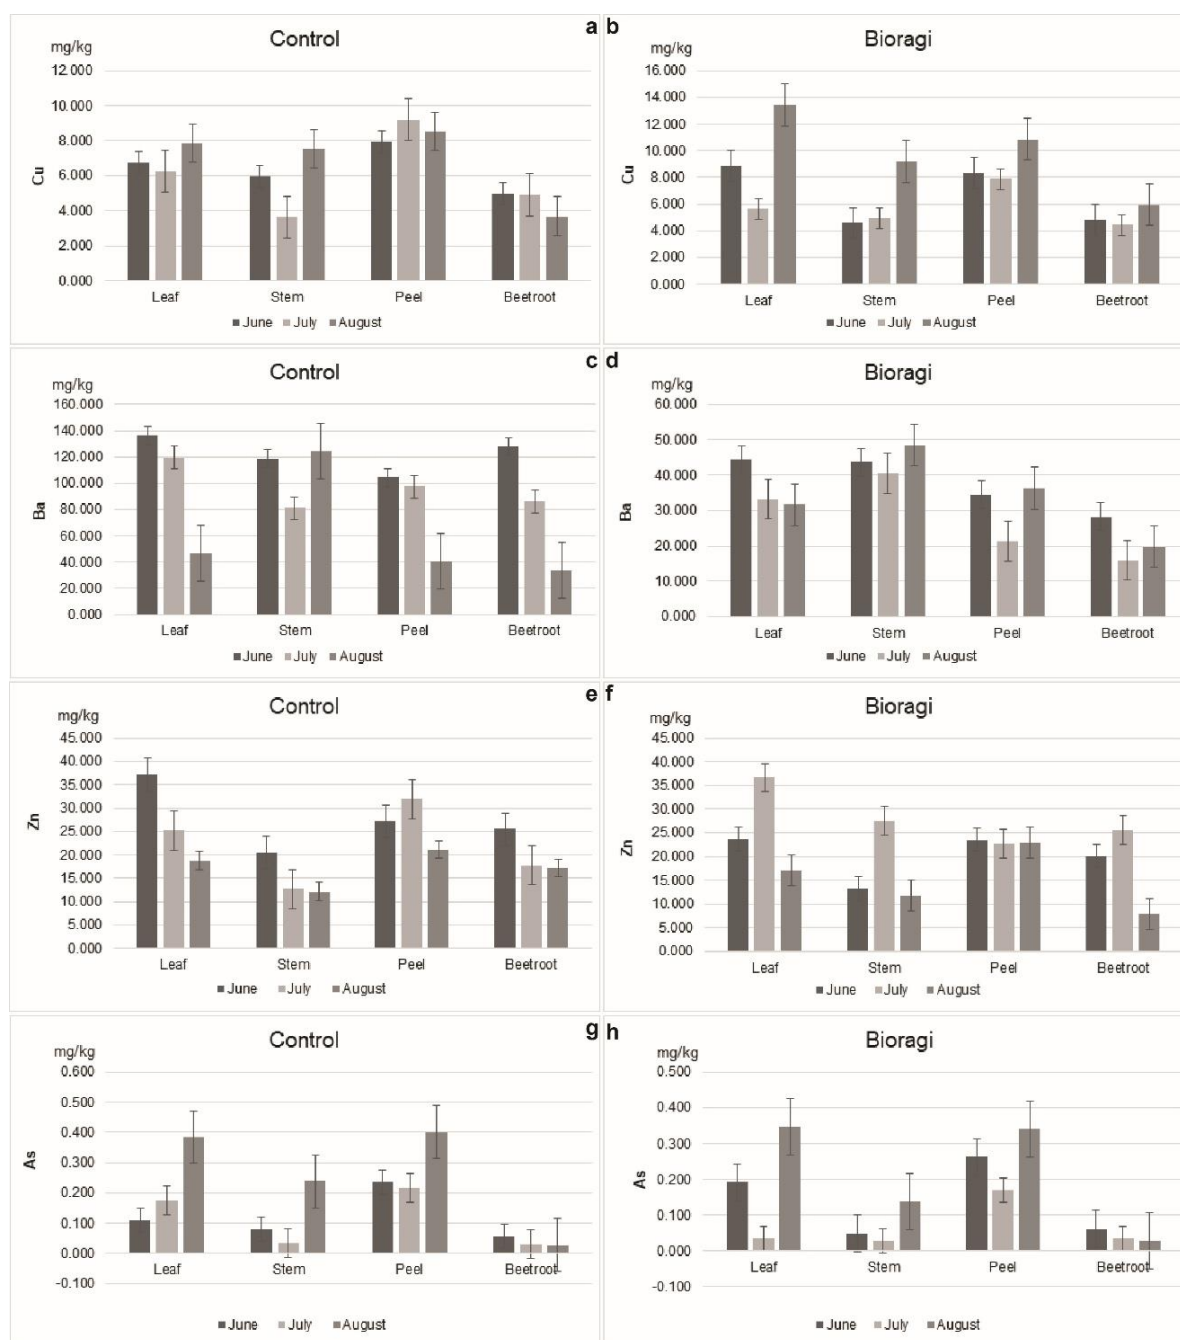 Control a
mg/kg
12.000
10.000
8.000
6.000
4.000
2.000
0.000
Cu
Leaf Stem Peel Beetroot
June July August
b Bioragi
mg/kg
16.000
14.000
12.000
10.000
8.000
6.000
4.000
2.000
0.000
Cu
Leaf Stem Peel Beetroot
June July August
Control c
mg/kg
160.000
140.000
120.000
100.000
80.000
60.000
40.000
20.000
0.000
Ba
Leaf Stem Peel Beetroot
June July August
d Bioragi
mg/kg
60.000
50.000
40.000
30.000
20.000
10.000
0.000
Ba
Leaf Stem Peel Beetroot
June July August
Control e
mg/kg
45.000
40.000
35.000
30.000
25.000
20.000
15.000
10.000
5.000
0.000
Zn
Leaf Stem Peel Beetroot
June July August
f Bioragi
mg/kg
45.000
40.000
35.000
30.000
25.000
20.000
15.000
10.000
5.000
0.000
Zn
Leaf Stem Peel Beetroot
June July August
Control g
mg/kg
0.600
0.500
0.400
0.300
0.200
0.100
0.000
-0.100
As
Leaf Stem Peel Beetroot
June July August
h Bioragi
mg/kg
0.500
0.400
0.300
0.200
0.100
0.000
-0.100
As
Leaf Stem Peel Beetroot
June July August